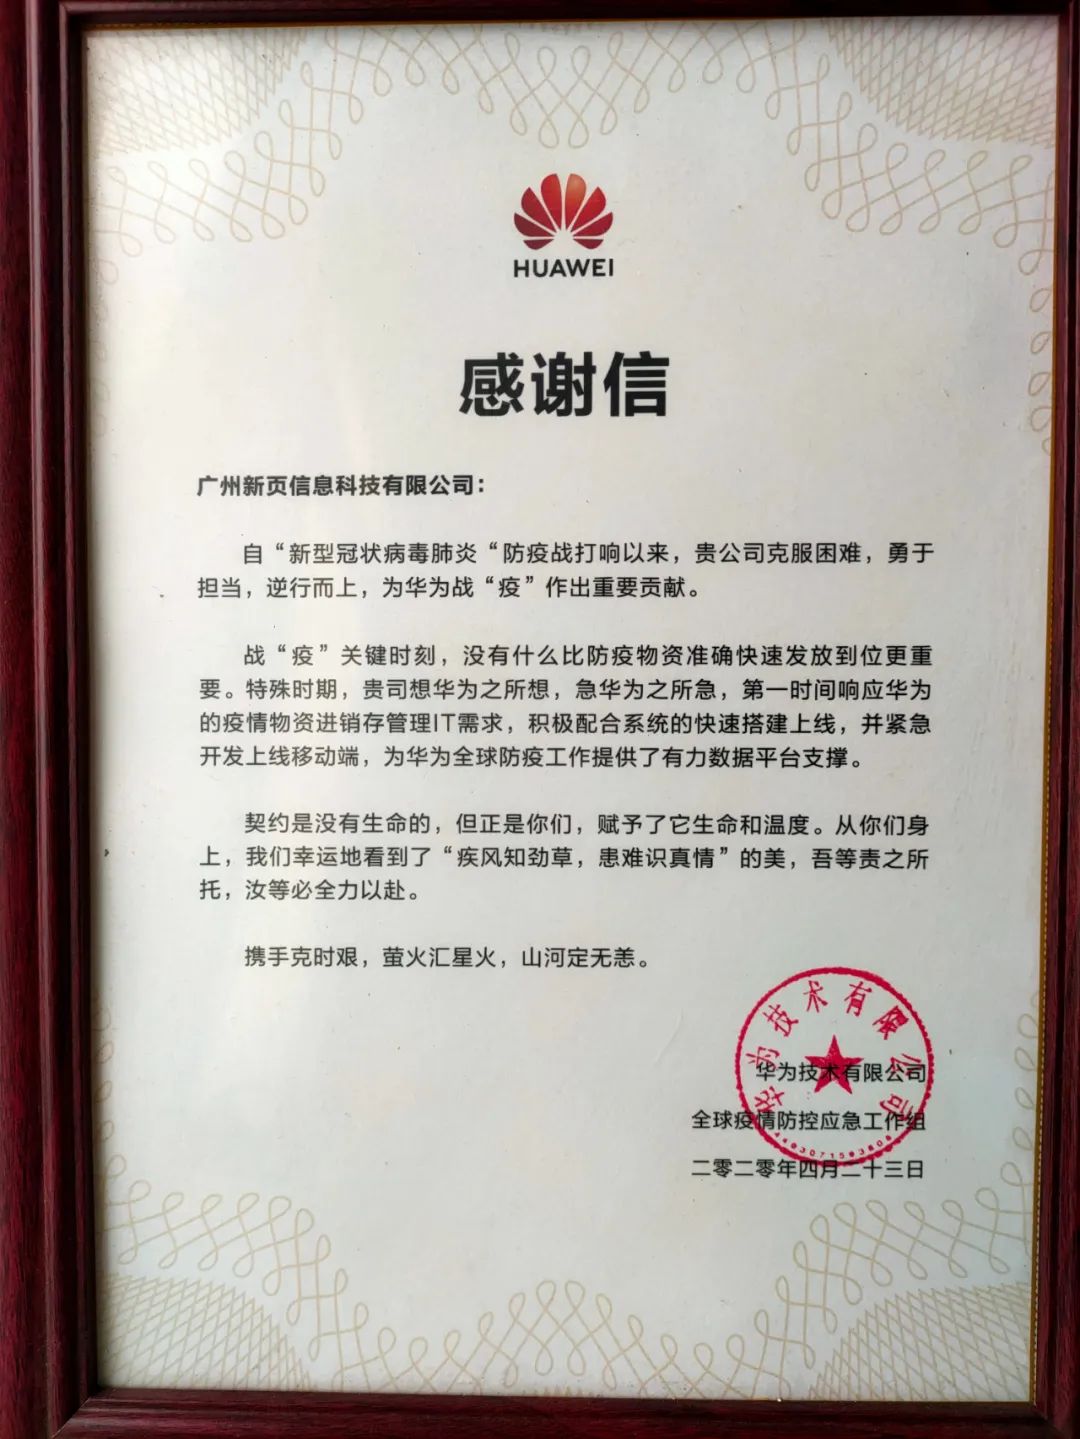 HUAWEI
感谢信
广州新页信息科技有限公司：
自“新型冠状病毒肺炎“防疫战打响以来，贵公司克服困难，勇于
担当，逆行而上，为华为战“疫”作出重要贡献。
战“疫”关键时刻，没有什么比防疫物资准确快速发放到位更重
要。特殊时期，贵司想华为之所想，急华为之所急，第一时间响应华为
的疫情物资进销存管理IT需求，积极配合系统的快速搭建上线，并紧急
开发上线移动端，为华为全球防疫工作提供了有力数据平台支撑。
契约是没有生命的，但正是你们，赋予了它生命和温度。从你们身
上，我们幸运地看到了“疾风知劲草，患难识真情”的美，吾等责之所
托，汝等必全力以赴。
携手克时艰，萤火汇星火，山河定无恙。
华为技术有限公司
华为技术有限公司
全球疫情防控应急工作组
二零二零年四月二十三日